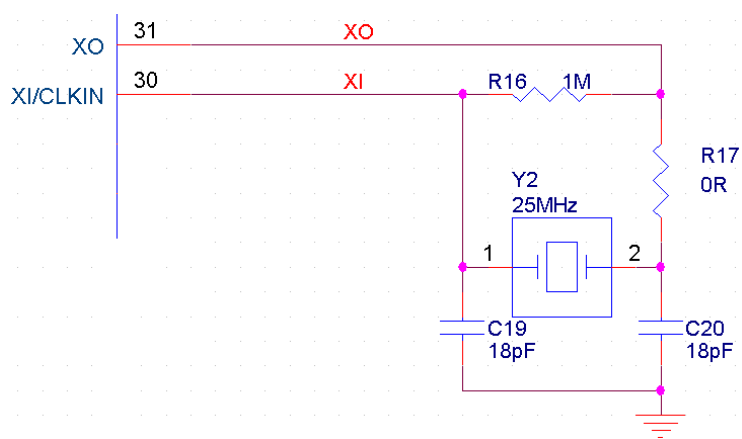 XO 31 XO
XI/CLKIN 30 XI R16 1M
R17
0R
Y2
25MHz
1 2
C19 C20
18pF 18pF